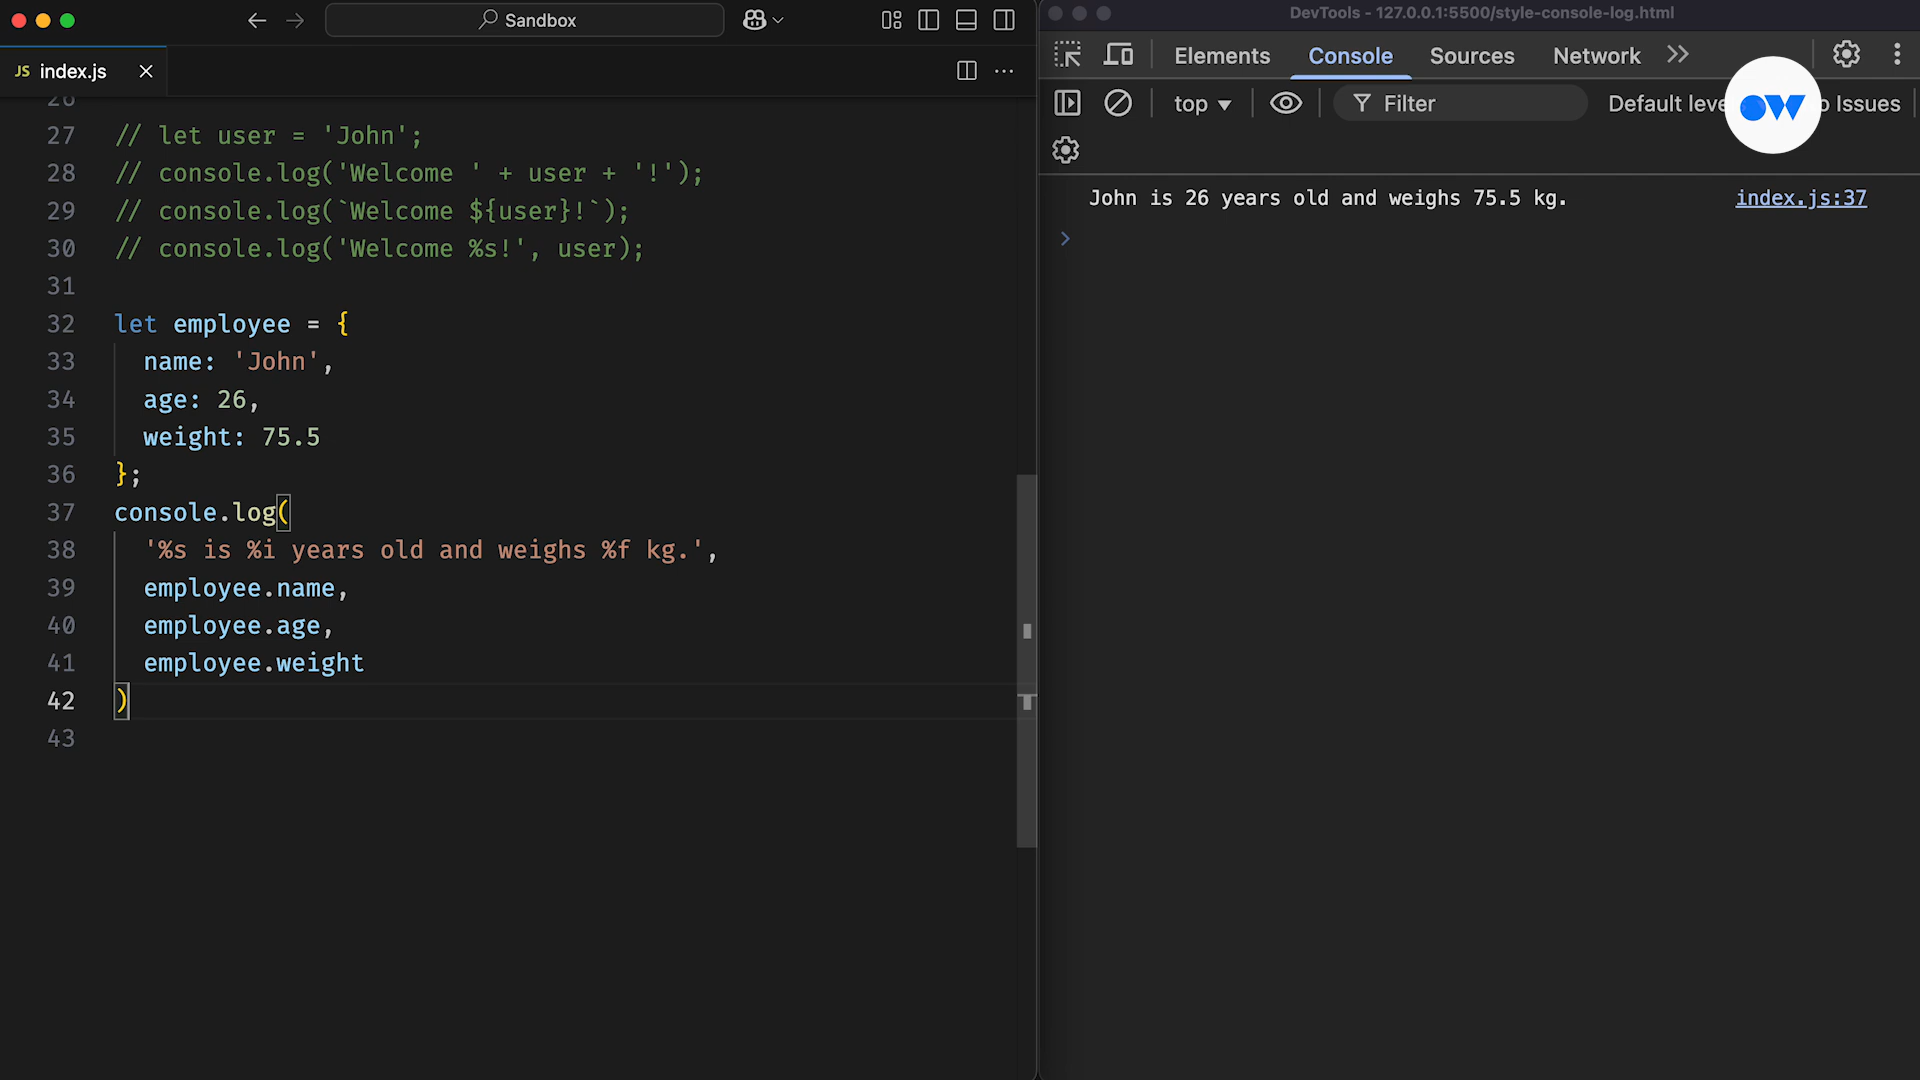 Sandbox
JS index.js
26
27 // let user = 'John';
28 // console.log('Welcome ' + user + '!');
29 // console.log(`Welcome ${user}!`);
30 // console.log('Welcome %s!', user);
31
32 let employee = {
33 name: 'John',
34 age: 26,
35 weight: 75.5
36 };
37 console.log(
38 '%s is %i years old and weighs %f kg.',
39 employee.name,
40 employee.age,
41 employee.weight
42 )
43
DevTools - 127.0.0.1:5500/style-console-log.html
Elements Console Sources Network
top Filter Default Issues
OW
John is 26 years old and weighs 75.5 kg. index.js:37